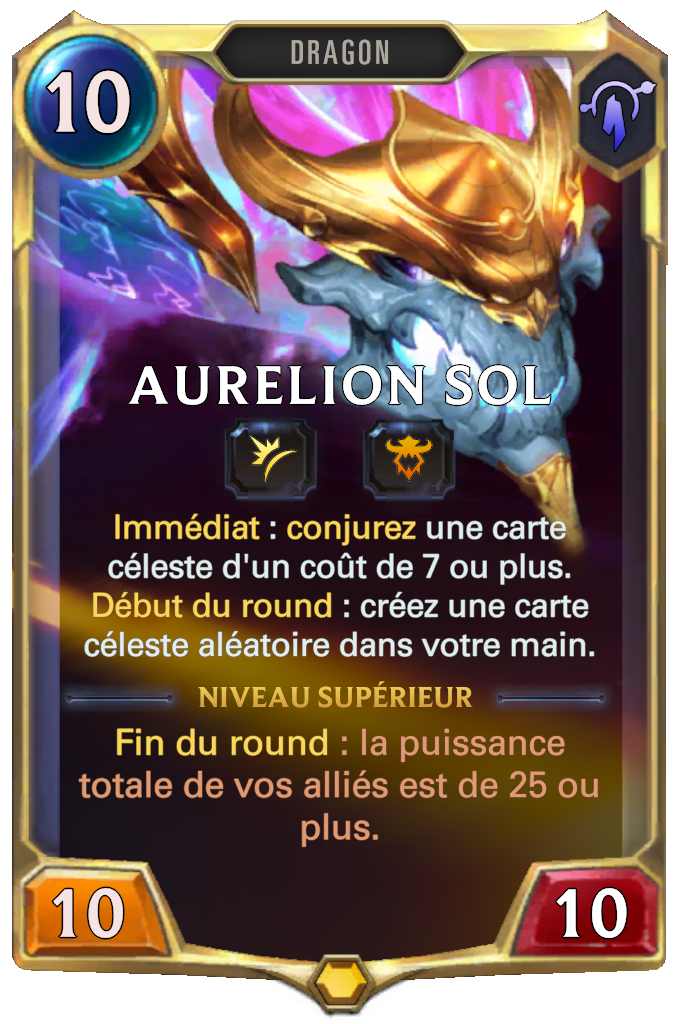 DRAGON
10
AURELION SOL
Immédiat : conjurez une carte
céleste d'un coût de 7 ou plus.
Début du round : créez une carte
céleste aléatoire dans votre main.
NIVEAU SUPÉRIEUR
Fin du round : la puissance
totale de vos alliés est de 25 ou
plus.
10
10